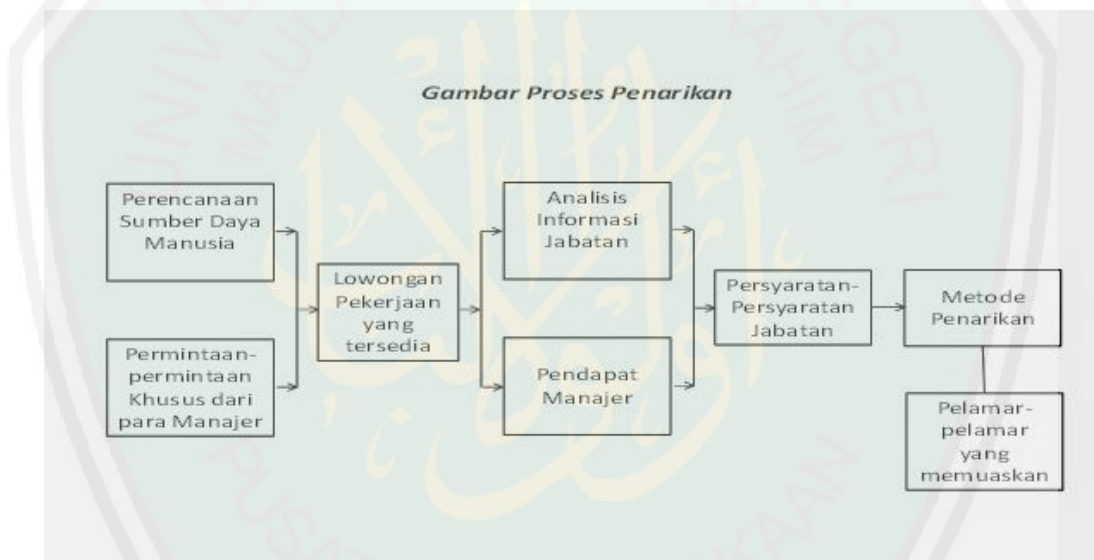 Gambar Proses Penarikan
Perencanaan
Sumber Daya
Manusia
Permintaan-
permintaan
Khusus dari
para Manajer
Lowongan
Pekerjaan
yang
tersedia
Analisis
Informasi
Jabatan
Pendapat
Manajer
Persyaratan-
Persyaratan
Jabatan
Metode
Penarikan
Pelamar-
pelamar
yang
memuaskan